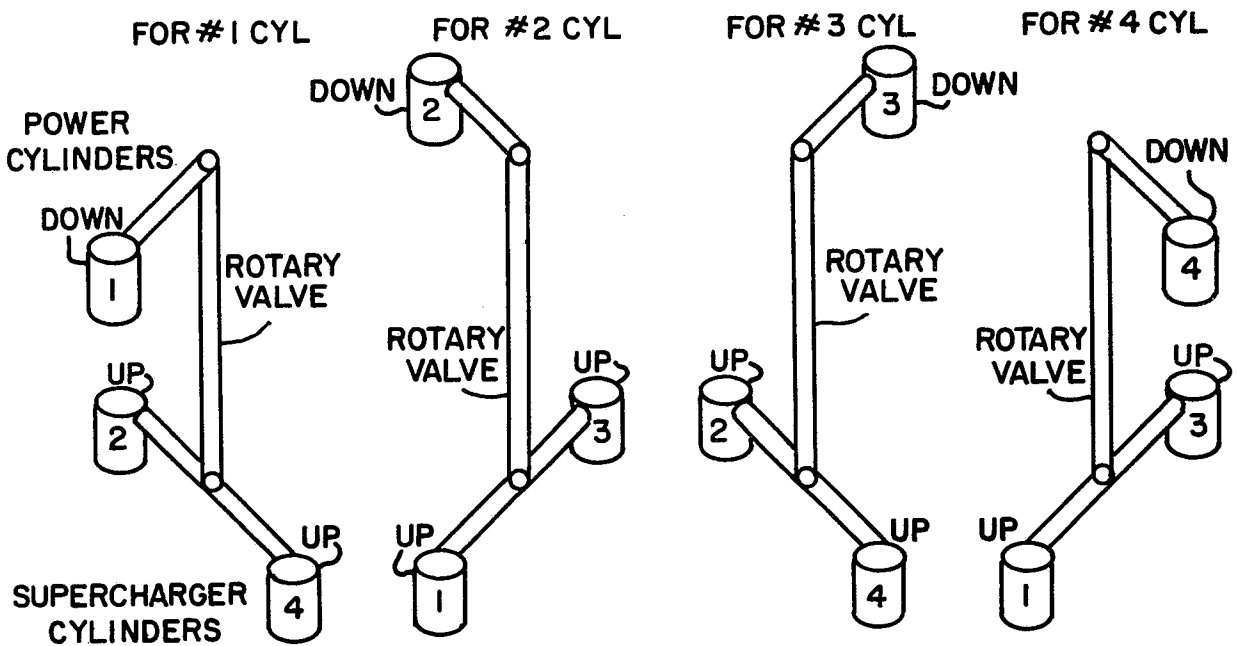 FOR #1 CYL
FOR #2 CYL
FOR #3 CYL
FOR #4 CYL
POWER
CYLINDERS
DOWN
1
ROTARY
VALVE
UP
2
UP
4
SUPERCHARGER
CYLINDERS
DOWN
2
ROTARY
VALVE
UP
3
UP
1
3
DOWN
ROTARY
VALVE
UP
2
UP
4
DOWN
4
ROTARY
VALVE
UP
3
UP
1